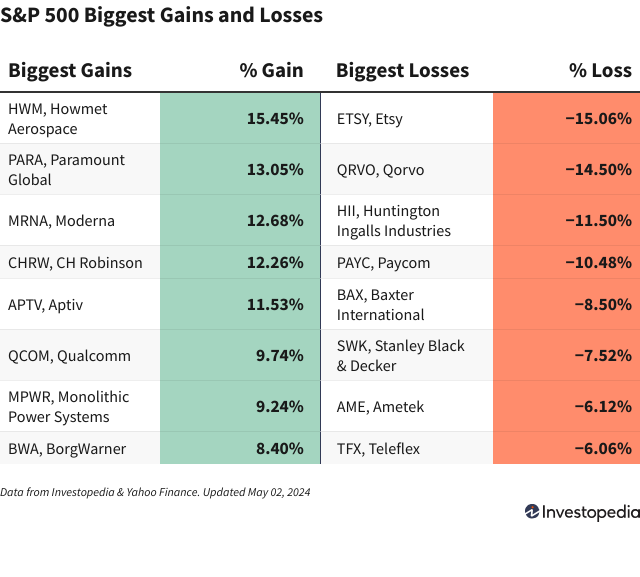 S&P 500 Biggest Gains and Losses
Biggest Gains % Gain Biggest Losses % Loss
HWM, Howmet
Aerospace 15.45% ETSY, Etsy −15.06%
PARA, Paramount
Global 13.05% QRVO, Qorvo −14.50%
MRNA, Moderna 12.68% HII, Huntington
Ingalls Industries −11.50%
CHRW, CH Robinson 12.26% PAYC, Paycom −10.48%
APTV, Aptiv 11.53% BAX, Baxter
International −8.50%
QCOM, Qualcomm 9.74% SWK, Stanley Black
& Decker −7.52%
MPWR, Monolithic
Power Systems 9.24% AME, Ametek −6.12%
BWA, BorgWarner 8.40% TFX, Teleflex −6.06%
Data from Investopedia & Yahoo Finance. Updated May 02, 2024
Investopedia